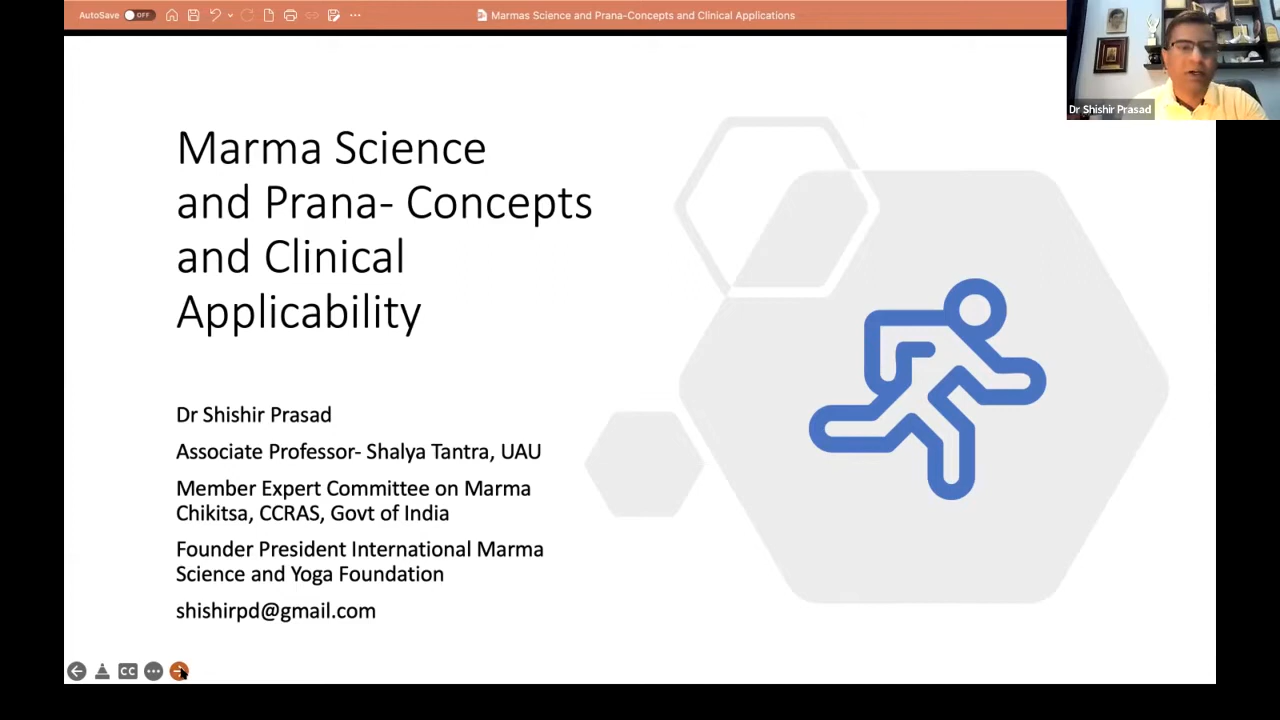 AutoSave OFF
Marmas Science and Prana-Concepts and Clinical Applications
Dr Shishir Prasad
Marma Science
and Prana- Concepts
and Clinical
Applicability
Dr Shishir Prasad
Associate Professor- Shalya Tantra, UAU
Member Expert Committee on Marma
Chikitsa, CCRAS, Govt of India
Founder President International Marma
Science and Yoga Foundation
shishirpd@gmail.com
CC